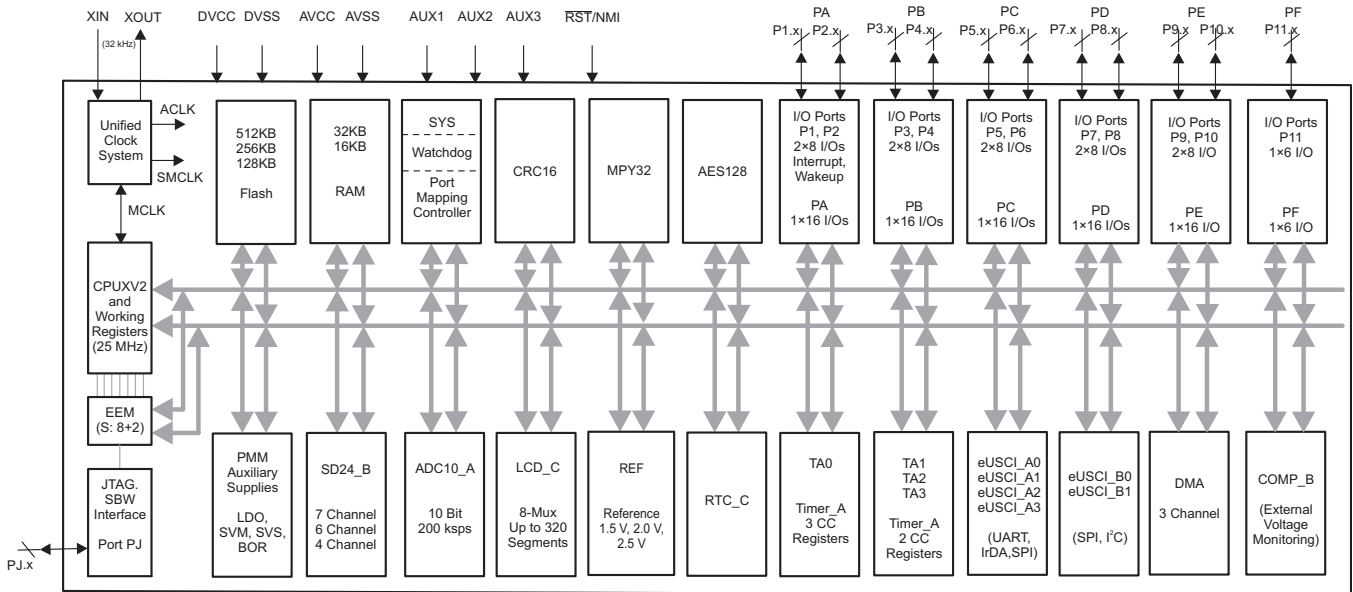 XIN XOUT DVCC DVSS AVCC AVSS AUX1 AUX2 AUX3 RST/NMI PA PB PC PD PE PF
P1.x P2.x P3.x P4.x P5.x P6.x P7.x P8.x P9.x P10.x P11.x
(32 kHz)
Unified
Clock
System
ACLK
SMCLK
MCLK
512KB
256KB
128KB
Flash
32KB
16KB
RAM
SYS
Watchdog
Port
Mapping
Controller
CRC16
MPY32
AES128
I/O Ports
P1, P2
2×8 I/Os
Interrupt,
Wakeup
PA
1×16 I/Os
I/O Ports
P3, P4
2×8 I/Os
PB
1×16 I/Os
I/O Ports
P5, P6
2×8 I/Os
PC
1×16 I/Os
I/O Ports
P7, P8
2×8 I/Os
PD
1×16 I/Os
I/O Ports
P9, P10
2×8 I/O
PE
1×16 I/O
I/O Ports
P11
1×6 I/O
PF
1×6 I/O
CPUXV2
and
Working
Registers
(25 MHz)
EEM
(S: 8+2)
JTAG.
SBW
Interface
Port PJ
PJ.x
PMM
Auxiliary
Supplies
LDO,
SVM, SVS,
BOR
SD24_B
7 Channel
6 Channel
4 Channel
ADC10_A
10 Bit
200 ksps
LCD_C
8-Mux
Up to 320
Segments
REF
Reference
1.5 V, 2.0 V,
2.5 V
RTC_C
TA0
Timer_A
3 CC
Registers
TA1
TA2
TA3
Timer_A
2 CC
Registers
eUSCI_A0
eUSCI_A1
eUSCI_A2
eUSCI_A3
(UART,
IrDA,SPI)
eUSCI_B0
eUSCI_B1
(SPI, I²C)
DMA
3 Channel
COMP_B
(External
Voltage
Monitoring)